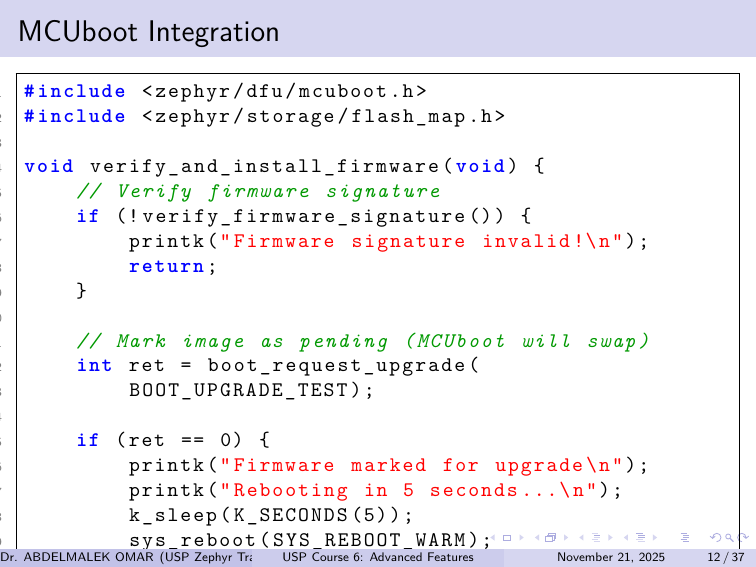 MCUboot Integration
#include <zephyr/dfu/mcuboot.h>
#include <zephyr/storage/flash_map.h>
void verify_and_install_firmware(void) {
// Verify firmware signature
if (!verify_firmware_signature()) {
printk("Firmware signature invalid!\n");
return;
}
// Mark image as pending (MCUboot will swap)
int ret = boot_request_upgrade(
BOOT_UPGRADE_TEST);
if (ret == 0) {
printk("Firmware marked for upgrade\n");
printk("Rebooting in 5 seconds...\n");
k_sleep(K_SECONDS(5));
sys_reboot(SYS_REBOOT_WARM);
Dr. ABDELMALEK OMAR (USP Zephyr Tra USP Course 6: Advanced Features November 21, 2025 12 / 37